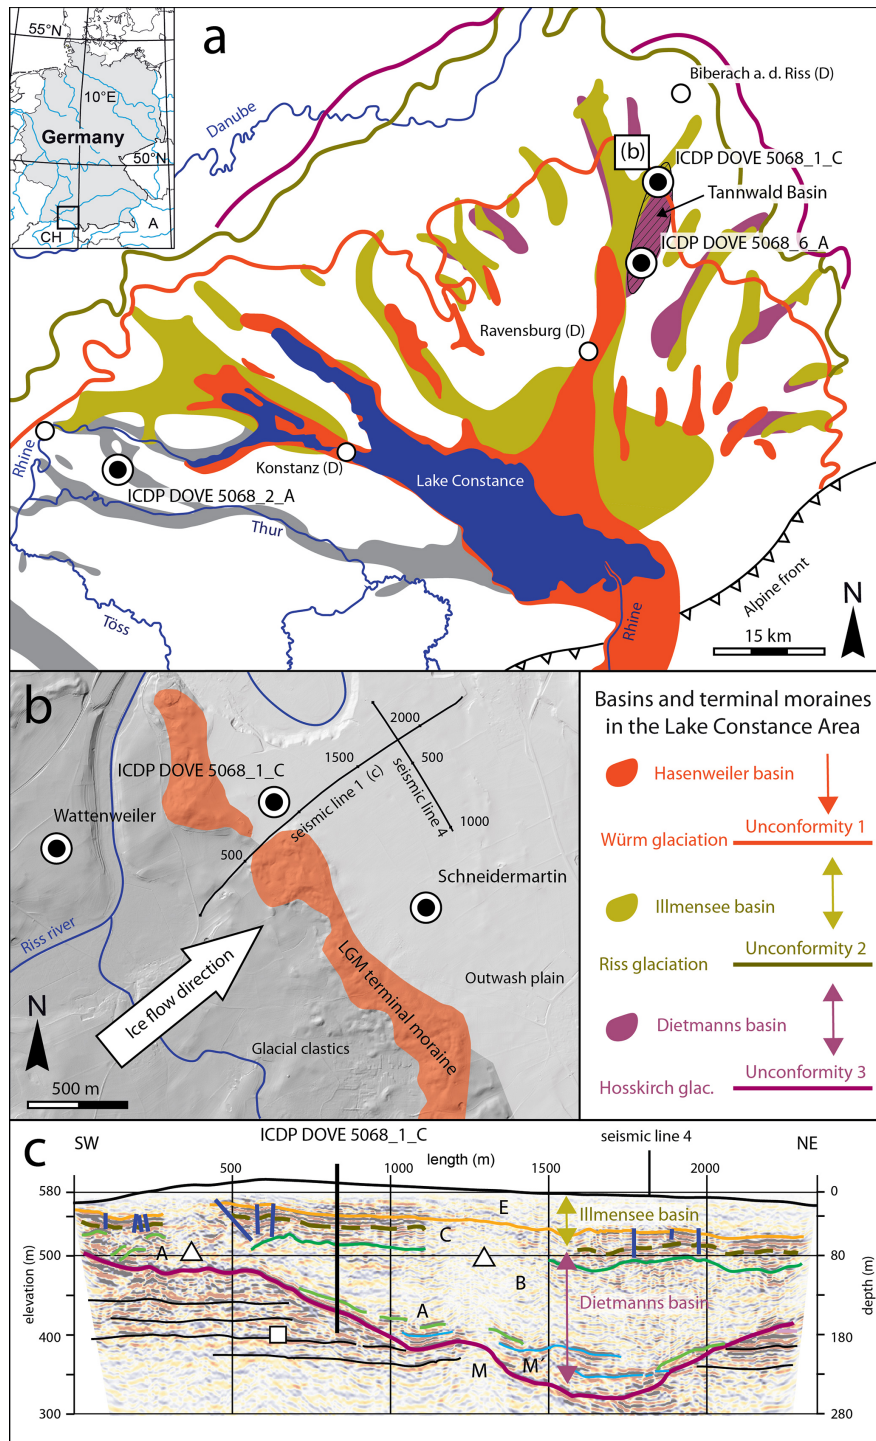 55°N
a
10°E
Germany
50°N
A
CH
Danube
Biberach a. d. Riss (D)
(b)
ICDP DOVE 5068_1_C
Tannwald Basin
ICDP DOVE 5068_6_A
Ravensburg (D)
Rhine
Konstanz (D)
Lake Constance
ICDP DOVE 5068_2_A
Thur
Töss
Rhine
Alpine front
N
15 km
b
ICDP DOVE 5068_1_C
2000
1500
500
seismic line 1 (c)
seismic line 4
1000
Wattenweiler
500
Schneidermartin
Riss river
Ice flow direction
LGM terminal moraine
Outwash plain
N
Glacial clastics
500 m
Basins and terminal moraines
in the Lake Constance Area
Hasenweiler basin
Würm glaciation
Unconformity 1
Illmensee basin
Riss glaciation
Unconformity 2
Dietmanns basin
Hosskirch glac.
Unconformity 3
c
SW
ICDP DOVE 5068_1_C
seismic line 4
NE
length (m)
500
1000
1500
2000
580
0
E
Illmensee basin
C
A
500
80
B
elevation (m)
depth (m)
Dietmanns basin
A
400
180
M
M'
300
280